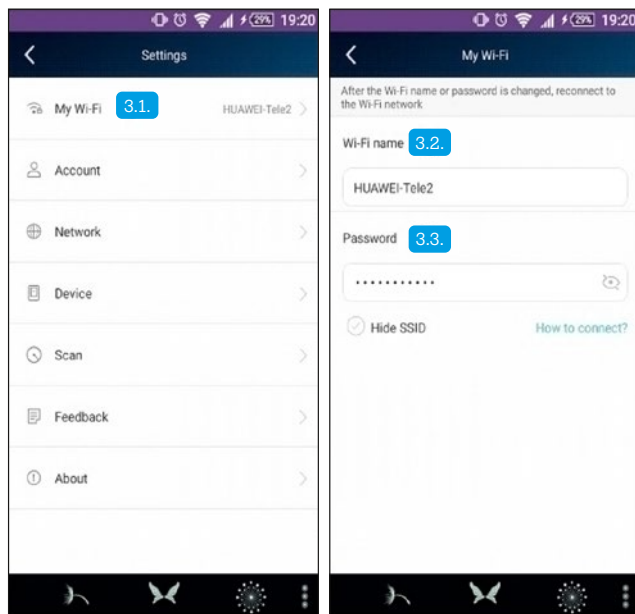 29% 19:20
Settings
My Wi-Fi 3.1. HUAWEI-Tele2
Account
Network
Device
Scan
Feedback
About
29% 19:20
My Wi-Fi
After the Wi-Fi name or password is changed, reconnect to
the Wi-Fi network
Wi-Fi name 3.2.
HUAWEI-Tele2
Password 3.3.
•••••••••••
Hide SSID How to connect?